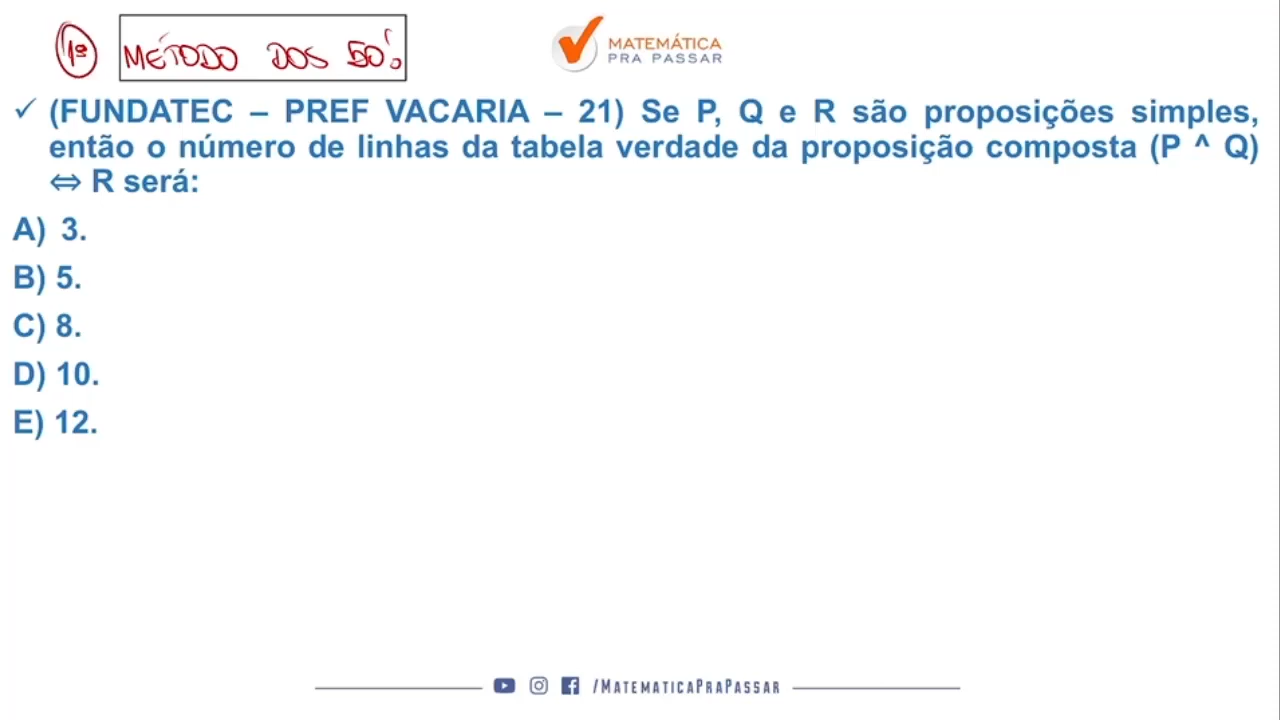 1º MÉTODO DOS 50's
MATEMÁTICA
PRA PASSAR
✓ (FUNDATEC – PREF VACARIA – 21) Se P, Q e R são proposições simples,
então o número de linhas da tabela verdade da proposição composta (P ^ Q)
⇔ R será:
A) 3.
B) 5.
C) 8.
D) 10.
E) 12.
/MATEMATICAPRAPASSAR